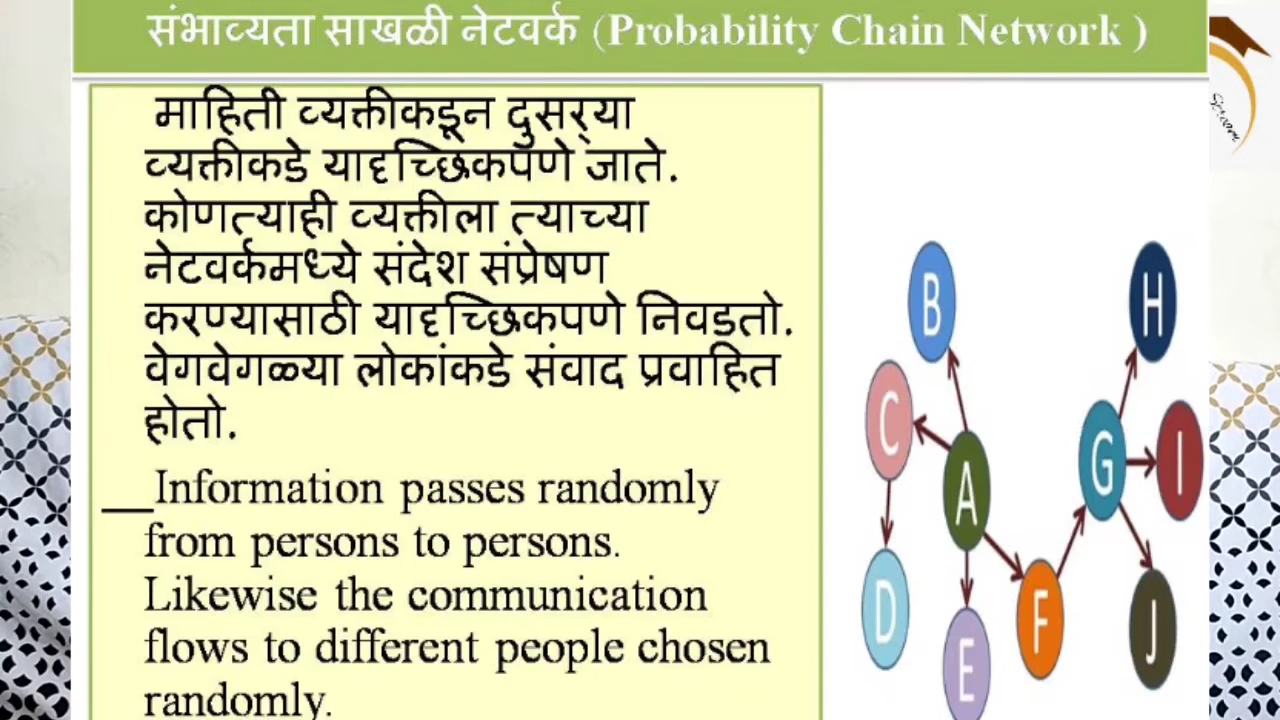 संभाव्यता साखळी नेटवर्क (Probability Chain Network )
माहिती व्यक्तीकडून दुसऱ्या
व्यक्तीकडे यादृच्छिकपणे जाते.
कोणत्याही व्यक्तीला त्याच्या
नेटवर्कमध्ये संदेश संप्रेषण
करण्यासाठी यादृच्छिकपणे निवडतो.
वेगवेगळ्या लोकांकडे संवाद प्रवाहित
होतो.
__Information passes randomly
from persons to persons.
Likewise the communication
flows to different people chosen
randomly.
B
H
C
G
I
A
D
F
J
E